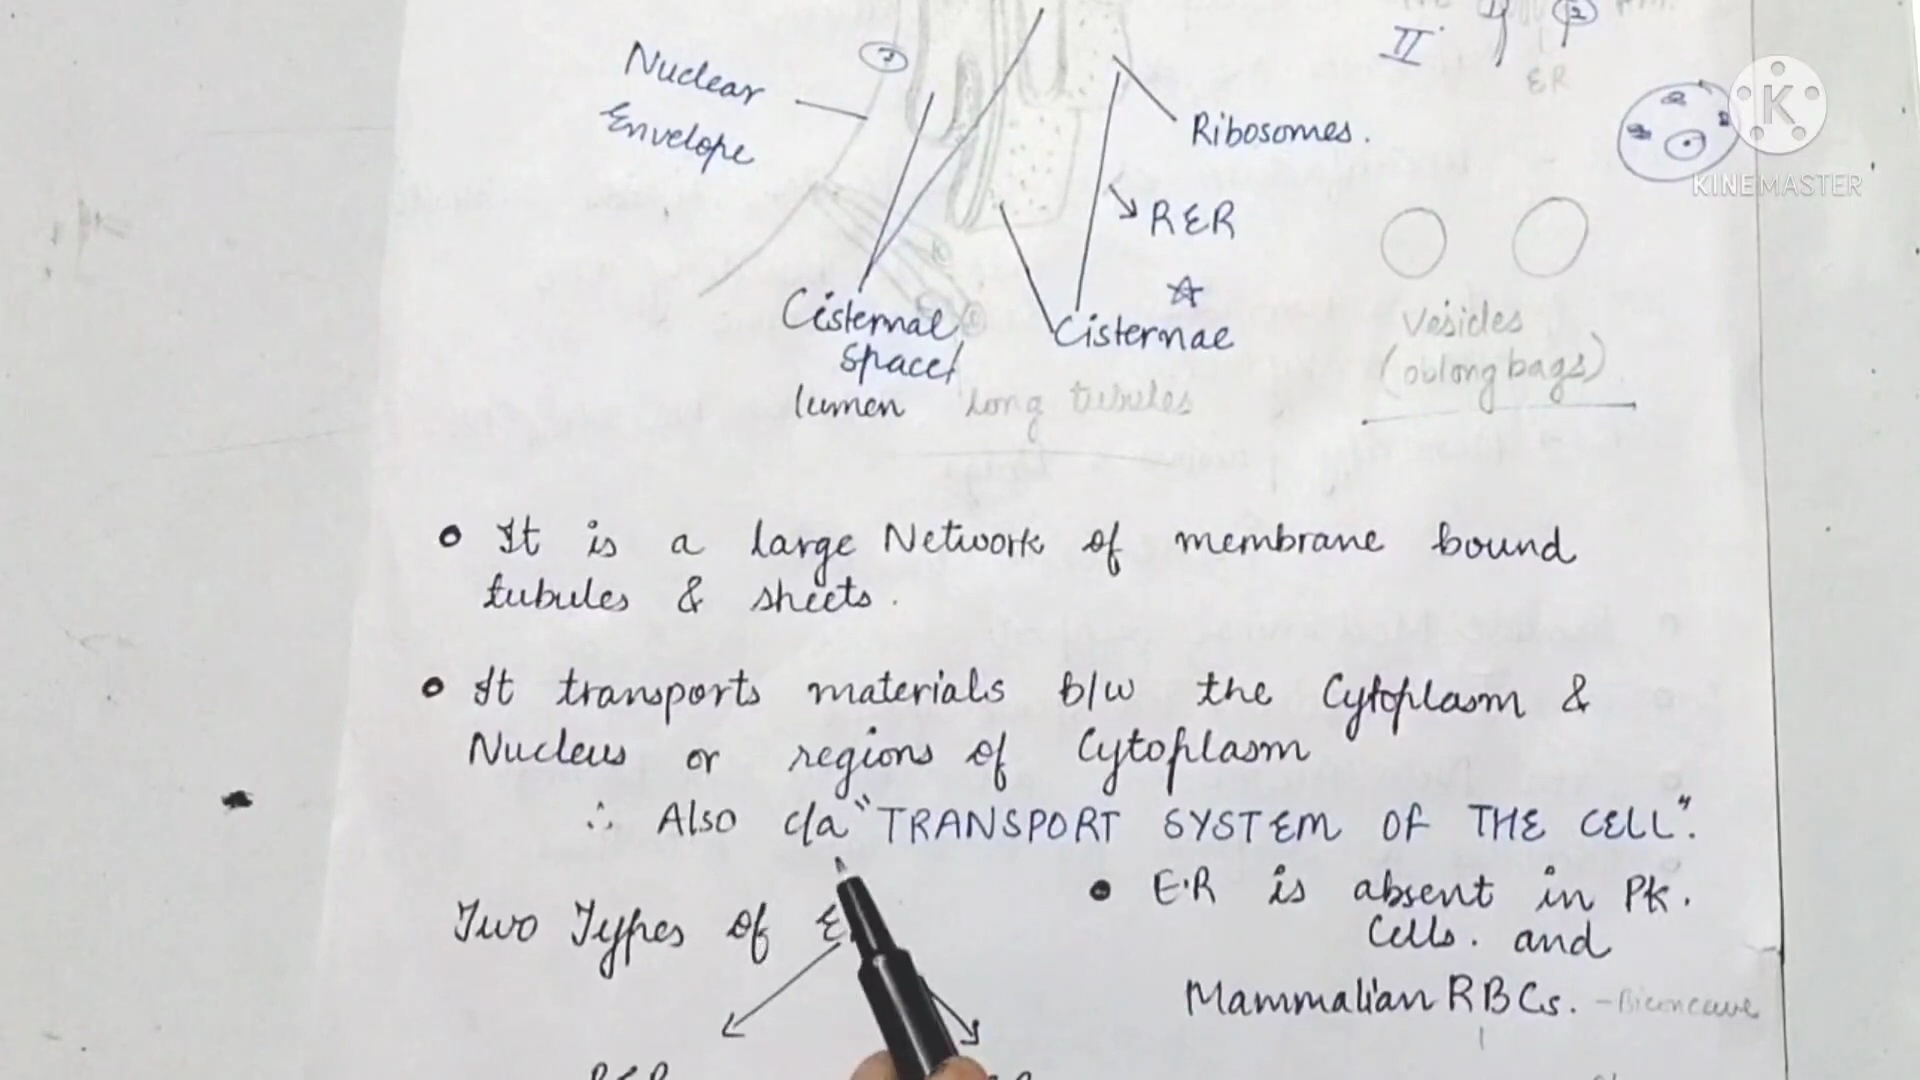 II
ER
Nuclear
Envelope
Ribosomes.
K
KINEMASTER
RER
Cisternal
Space/
lumen
long tubules
Cisternae
Vesicles
(oblong bags)
• It is a large Network of membrane bound
tubules & sheets.
• It transports materials b/w the Cytoplasm &
Nucleus or regions of Cytoplasm
∴ Also c/a "TRANSPORT SYSTEM OF THE CELL".
Two Types of
• E.R is absent in Pk.
Cells. and
Mammalian RBCs. - Biconcave